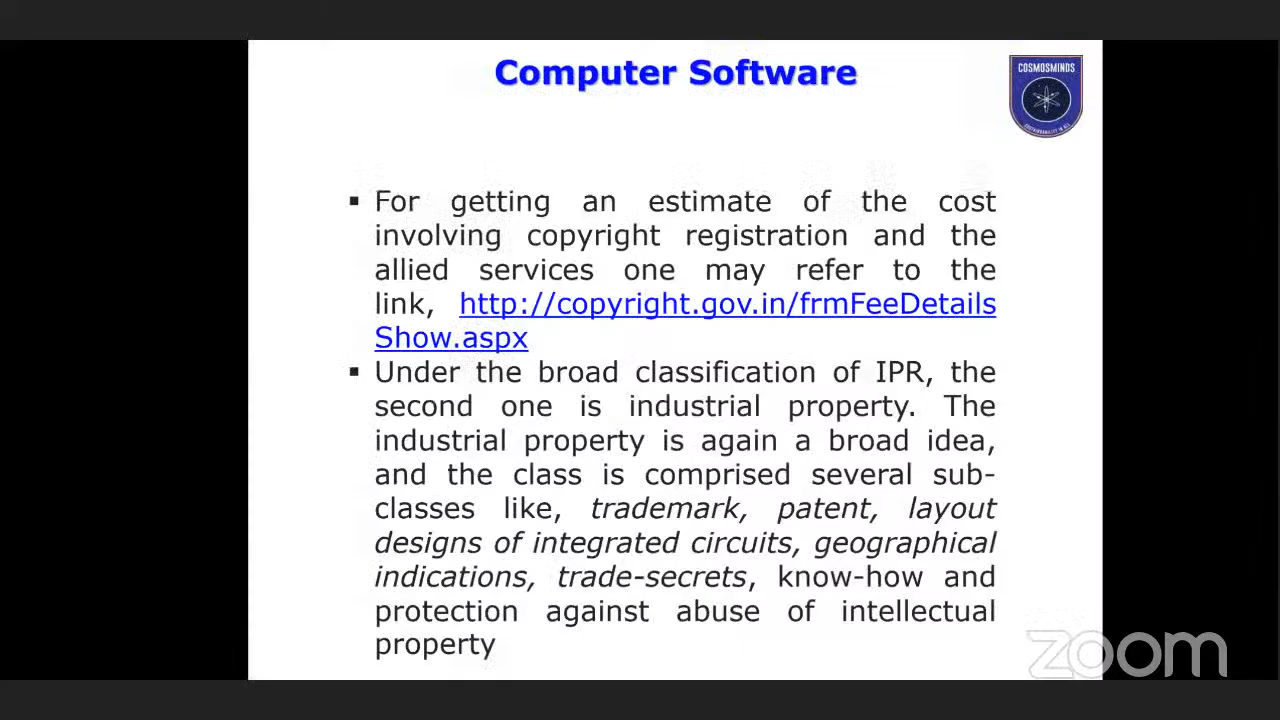 Computer Software
COSMOSMINDS
▪ For getting an estimate of the cost
involving copyright registration and the
allied services one may refer to the
link, http://copyright.gov.in/frmFeeDetails
Show.aspx
▪ Under the broad classification of IPR, the
second one is industrial property. The
industrial property is again a broad idea,
and the class is comprised several sub-
classes like, trademark, patent, layout
designs of integrated circuits, geographical
indications, trade-secrets, know-how and
protection against abuse of intellectual
property
zoom